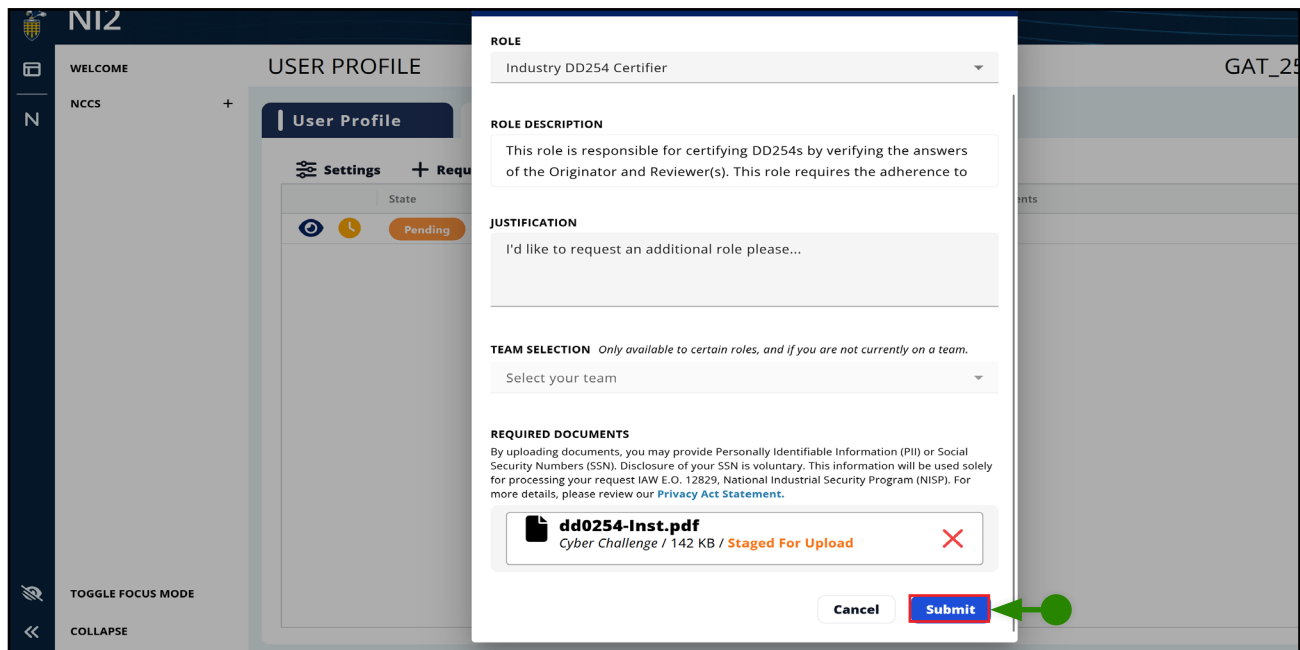 NI2
WELCOME
NCCS +
N
TOGGLE FOCUS MODE
COLLAPSE
USER PROFILE
GAT_25
User Profile
Settings
+ Requ
State
ents
Pending
ROLE
Industry DD254 Certifier
ROLE DESCRIPTION
This role is responsible for certifying DD254s by verifying the answers
of the Originator and Reviewer(s). This role requires the adherence to
JUSTIFICATION
I'd like to request an additional role please...
TEAM SELECTION Only available to certain roles, and if you are not currently on a team.
Select your team
REQUIRED DOCUMENTS
By uploading documents, you may provide Personally Identifiable Information (PII) or Social
Security Numbers (SSN). Disclosure of your SSN is voluntary. This information will be used solely
for processing your request IAW E.O. 12829, National Industrial Security Program (NISP). For
more details, please review our Privacy Act Statement.
dd0254-Inst.pdf
Cyber Challenge / 142 KB / Staged For Upload
Cancel
Submit